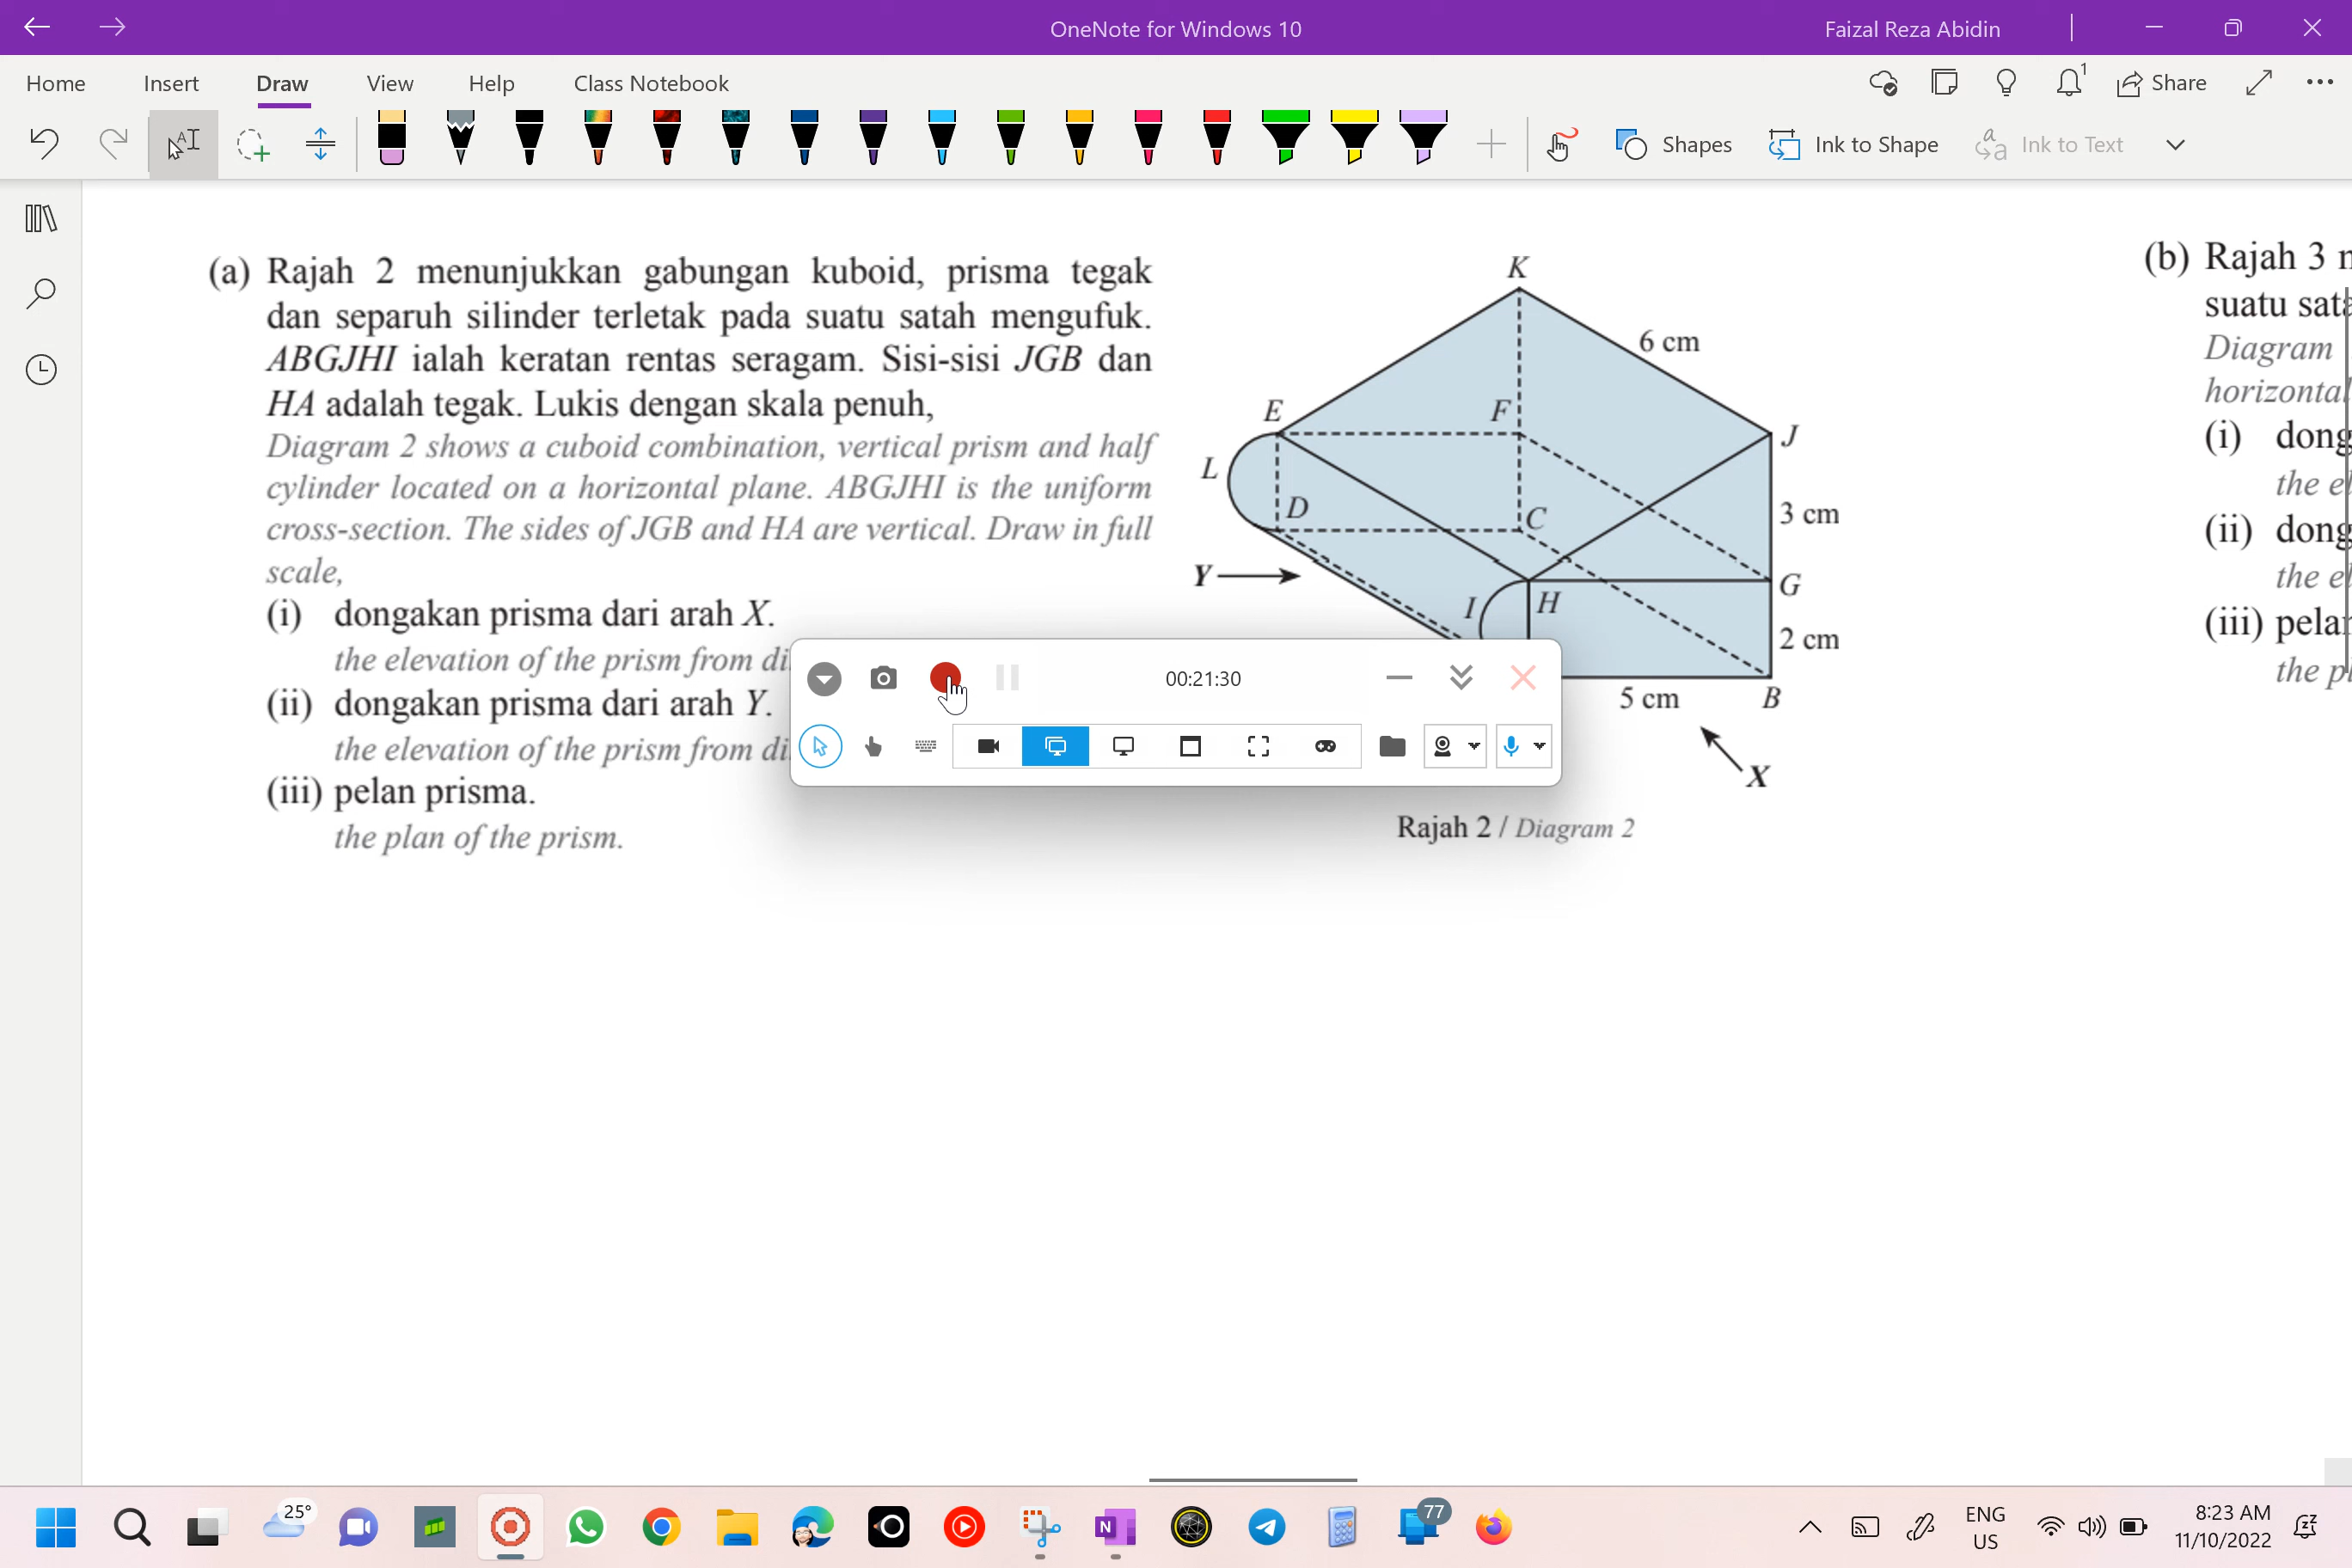 OneNote for Windows 10
Faizal Reza Abidin
Home Insert Draw View Help Class Notebook
1
Share
Shapes
Ink to Shape
Ink to Text
(a) Rajah 2 menunjukkan gabungan kuboid, prisma tegak
dan separuh silinder terletak pada suatu satah mengufuk.
ABGJHI ialah keratan rentas seragam. Sisi-sisi JGB dan
HA adalah tegak. Lukis dengan skala penuh,
Diagram 2 shows a cuboid combination, vertical prism and half
cylinder located on a horizontal plane. ABGJHI is the uniform
cross-section. The sides of JGB and HA are vertical. Draw in full
scale,
(i) dongakan prisma dari arah X.
the elevation of the prism from
(ii) dongakan prisma dari arah Y.
the elevation of the prism from
(iii) pelan prisma.
the plan of the prism.
K
6 cm
E
F
J
L
D
C
3 cm
Y
I
H
G
2 cm
5 cm
B
X
Rajah 2 / Diagram 2
00:21:30
(b) Rajah 3
suatu
Diagram
(i)
the
(ii)
the
(iii)
the
25°
77
ENG
US
8:23 AM
11/10/2022